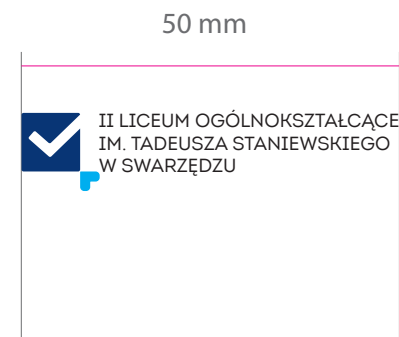 50 mm
II LICEUM OGÓLNOKSZTAŁCĄCE
IM. TADEUSZA STANIEWSKIEGO
W SWARZĘDZU